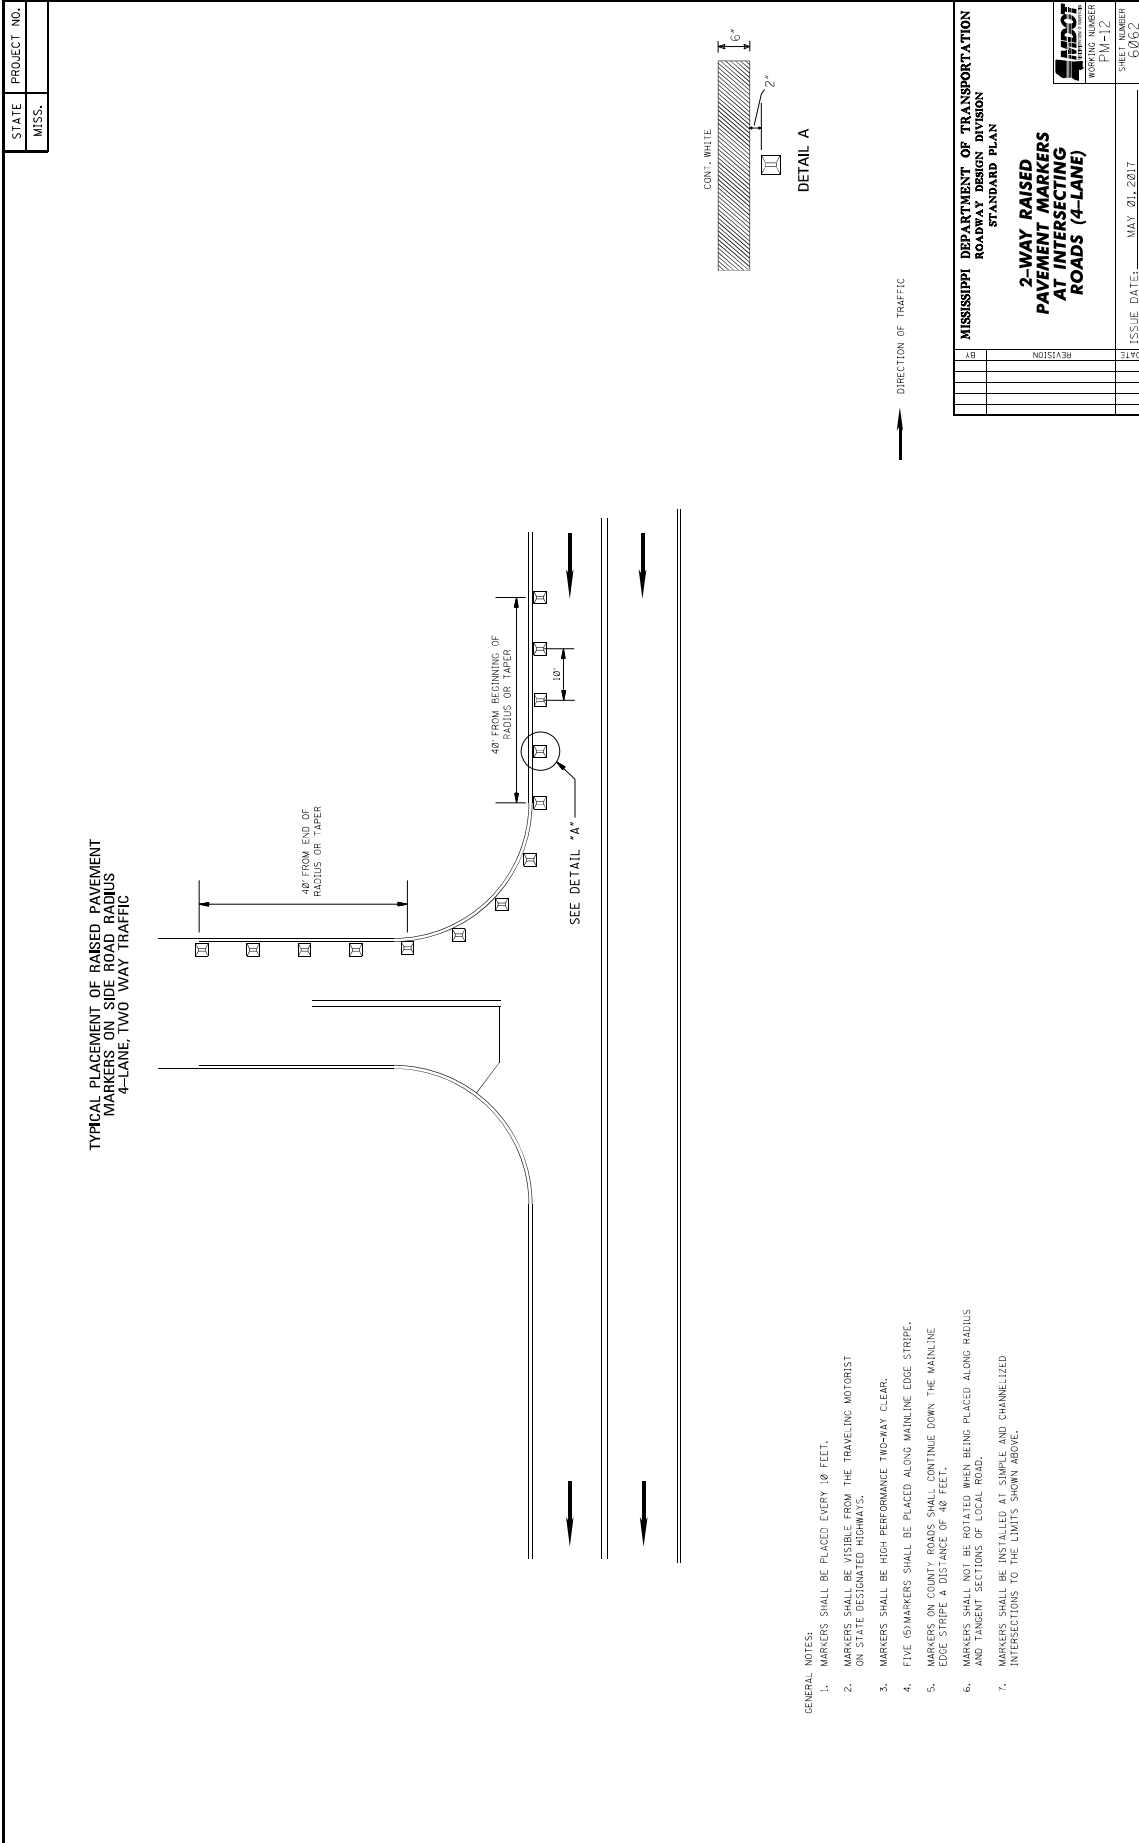 STATE
PROJECT NO.
MISS.
TYPICAL PLACEMENT OF RAISED PAVEMENT
MARKERS ON SIDE ROAD RADIUS
4-LANE, TWO WAY TRAFFIC
40' FROM END OF
RADIUS OR TAPER
40' FROM BEGINNING OF
RADIUS OR TAPER
10'
SEE DETAIL "A"
CONT. WHITE
6"
2"
DETAIL A
DIRECTION OF TRAFFIC
GENERAL NOTES:
1. MARKERS SHALL BE PLACED EVERY 10 FEET.
2. MARKERS SHALL BE VISIBLE FROM THE TRAVELING MOTORIST
ON STATE DESIGNATED HIGHWAYS.
3. MARKERS SHALL BE HIGH PERFORMANCE TWO-WAY CLEAR.
4. FIVE (5) MARKERS SHALL BE PLACED ALONG MAINLINE EDGE STRIPE.
5. MARKERS ON COUNTY ROADS SHALL CONTINUE DOWN THE MAINLINE
EDGE STRIPE A DISTANCE OF 40 FEET.
6. MARKERS SHALL NOT BE ROTATED WHEN BEING PLACED ALONG RADIUS
AND TANGENT SECTIONS OF LOCAL ROAD.
7. MARKERS SHALL BE INSTALLED AT SIMPLE AND CHANNELIZED
INTERSECTIONS TO THE LIMITS SHOWN ABOVE.
BY
REVISION
DATE
MISSISSIPPI DEPARTMENT OF TRANSPORTATION
ROADWAY DESIGN DIVISION
STANDARD PLAN
2-WAY RAISED
PAVEMENT MARKERS
AT INTERSECTING
ROADS (4-LANE)
ISSUE DATE: MAY 01, 2017
MDOT
WORKING NUMBER
PM-12
SHEET NUMBER
6062